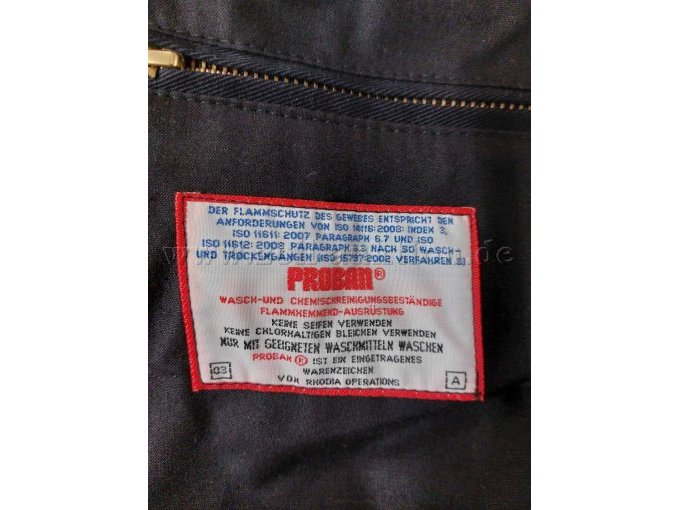 DER FLAMMSCHUTZ DES GEWEBES ENTSPRICHT DEN
ANFORDERUNGEN VON ISO 14116:2008: INDEX 3,
ISO 11611: 2007 PARAGRAPH 6.7 UND ISO
ISO 11612: 2008, PARAGRAPH 6.3 NACH 50 WASCH-
UND TROCKENGÄNGEN (ISO 15797:2002, VERFAHREN 8)
PROBAN®
WASCH-UND CHEMISCHREINIGUNGSBESTÄNDIGE
FLAMMHEMMEND-AUSRÜSTUNG
KEINE SEIFEN VERWENDEN
KEINE CHLORHALTIGEN BLEICHEN VERWENDEN
NUR MIT GEEIGNETEN WASCHMITTELN WASCHEN
PROBAN ® IST EIN EINGETRAGENES
WARENZEICHEN
03 VON RHODIA OPERATIONS A